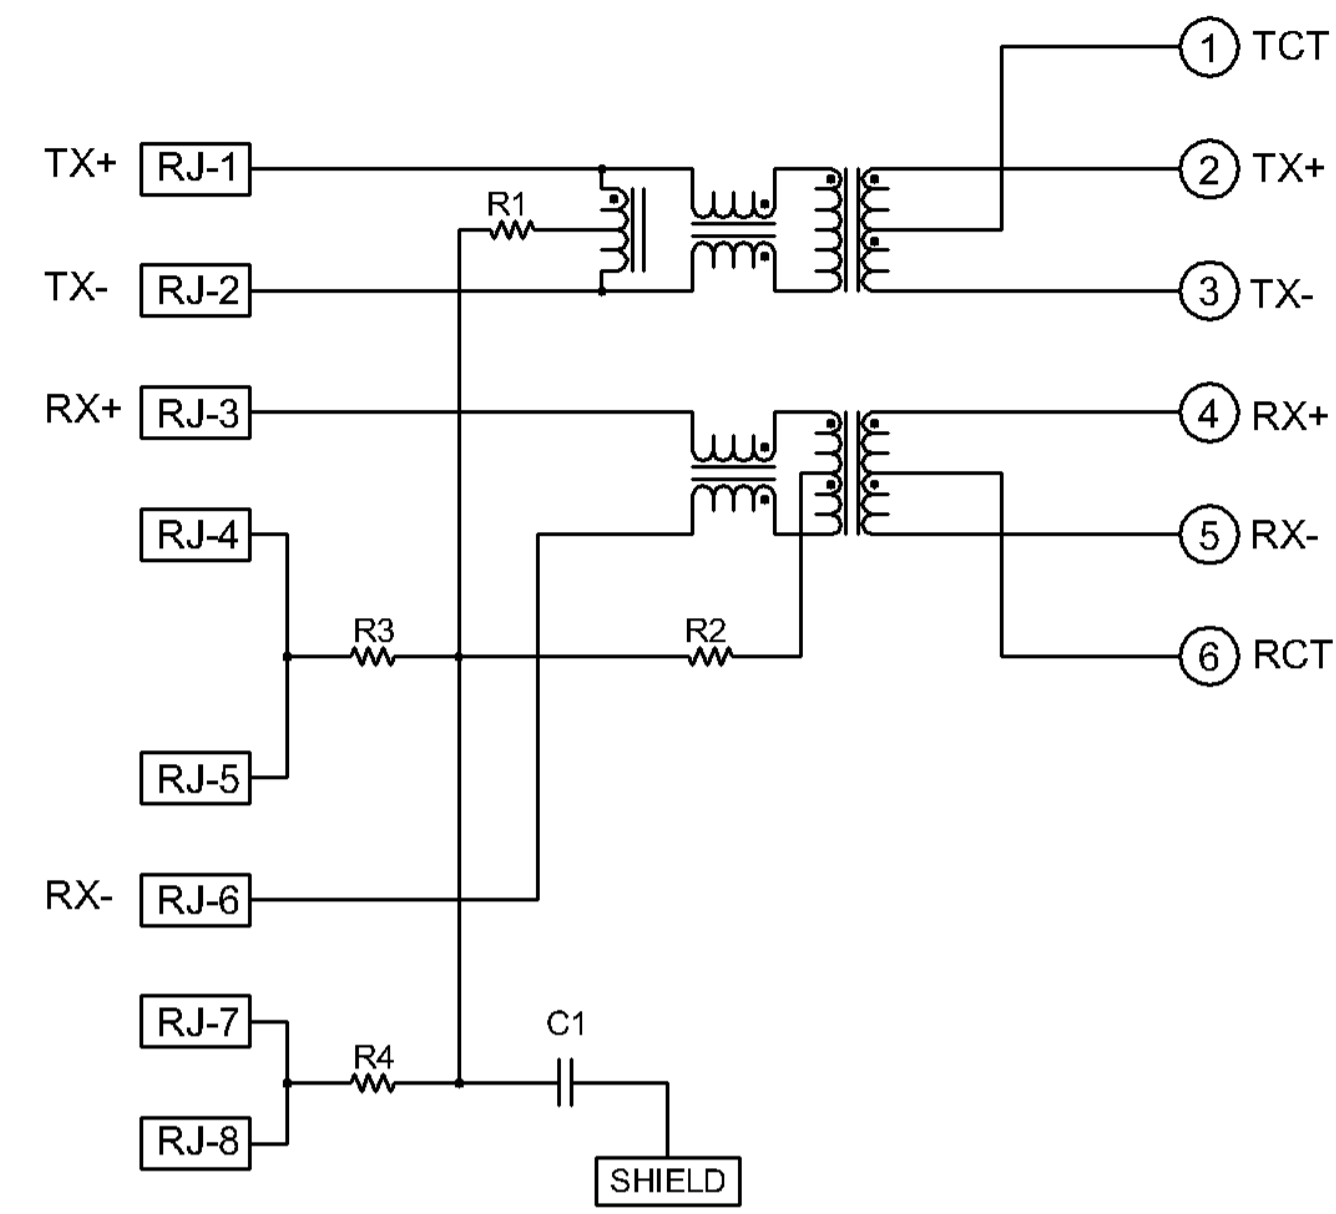 1 TCT
TX+ RJ-1 2 TX+
R1
TX- RJ-2 3 TX-
RX+ RJ-3 4 RX+
RJ-4 5 RX-
R3 R2 6 RCT
RJ-5
RX- RJ-6
RJ-7
C1
R4
RJ-8
SHIELD